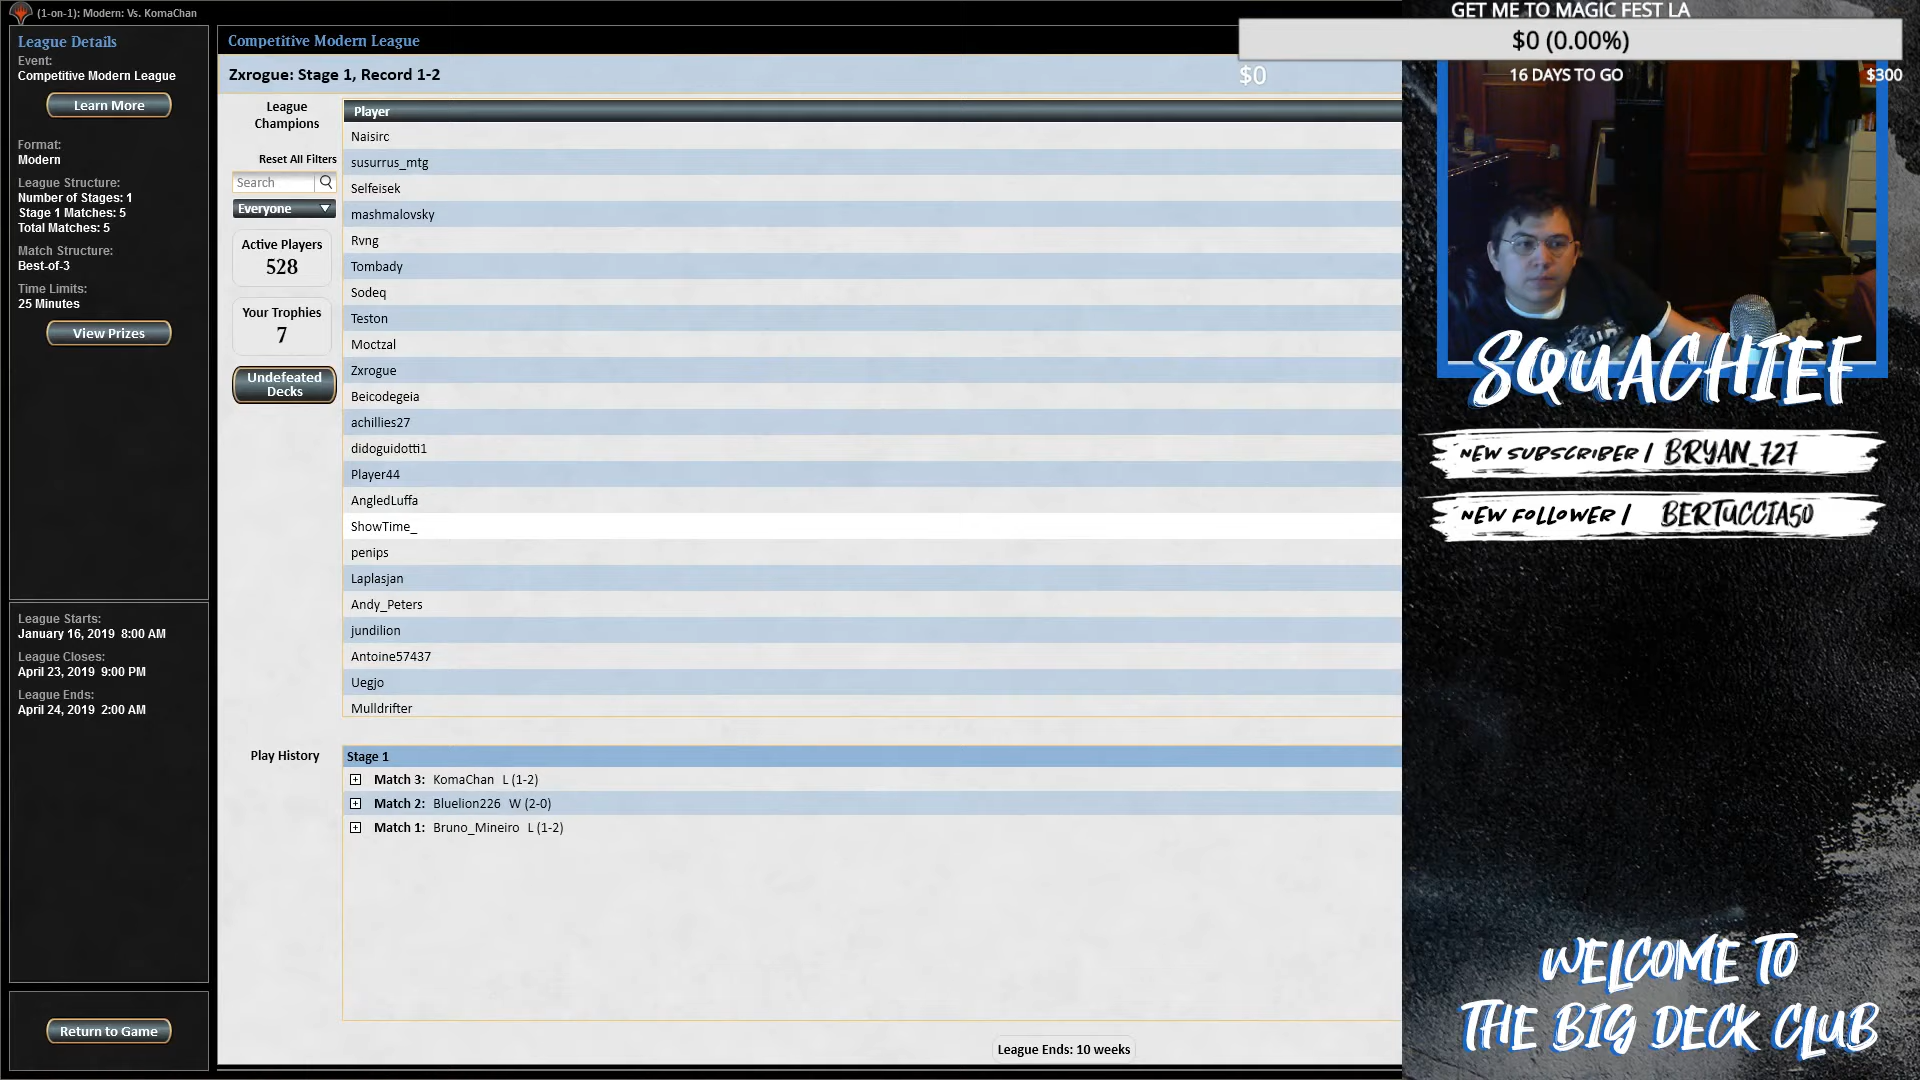 (1-on-1): Modern: Vs. KomaChan
League Details
Event:
Competitive Modern League
Learn More
Format:
Modern
League Structure:
Number of Stages: 1
Stage 1 Matches: 5
Total Matches: 5
Match Structure:
Best-of-3
Time Limits:
25 Minutes
View Prizes
League Starts:
January 16, 2019 8:00 AM
League Closes:
April 23, 2019 9:00 PM
League Ends:
April 24, 2019 2:00 AM
Return to Game
Competitive Modern League
Zxrogue: Stage 1, Record 1-2
League
Champions
Reset All Filters
Search
Everyone
Active Players
528
Your Trophies
7
Undefeated
Decks
Player
Naisirc
susurrus_mtg
Selfeisek
mashmalovsky
Rvng
Tombady
Sodeq
Teston
Moctzal
Zxrogue
Beicodegeia
achillies27
didoguidotti1
Player44
AngledLuffa
ShowTime_
penips
Laplasjan
Andy_Peters
jundilion
Antoine57437
Uegjo
Mulldrifter
Play History
Stage 1
Match 3: KomaChan L (1-2)
Match 2: Bluelion226 W (2-0)
Match 1: Bruno_Mineiro L (1-2)
League Ends: 10 weeks
GET ME TO MAGIC FEST LA
$0 (0.00%)
$0
16 DAYS TO GO
$300
SQUACHIEF
NEW SUBSCRIBER / BRYAN_727
NEW FOLLOWER / BERTUCCIA50
WELCOME TO
THE BIG DECK CLUB